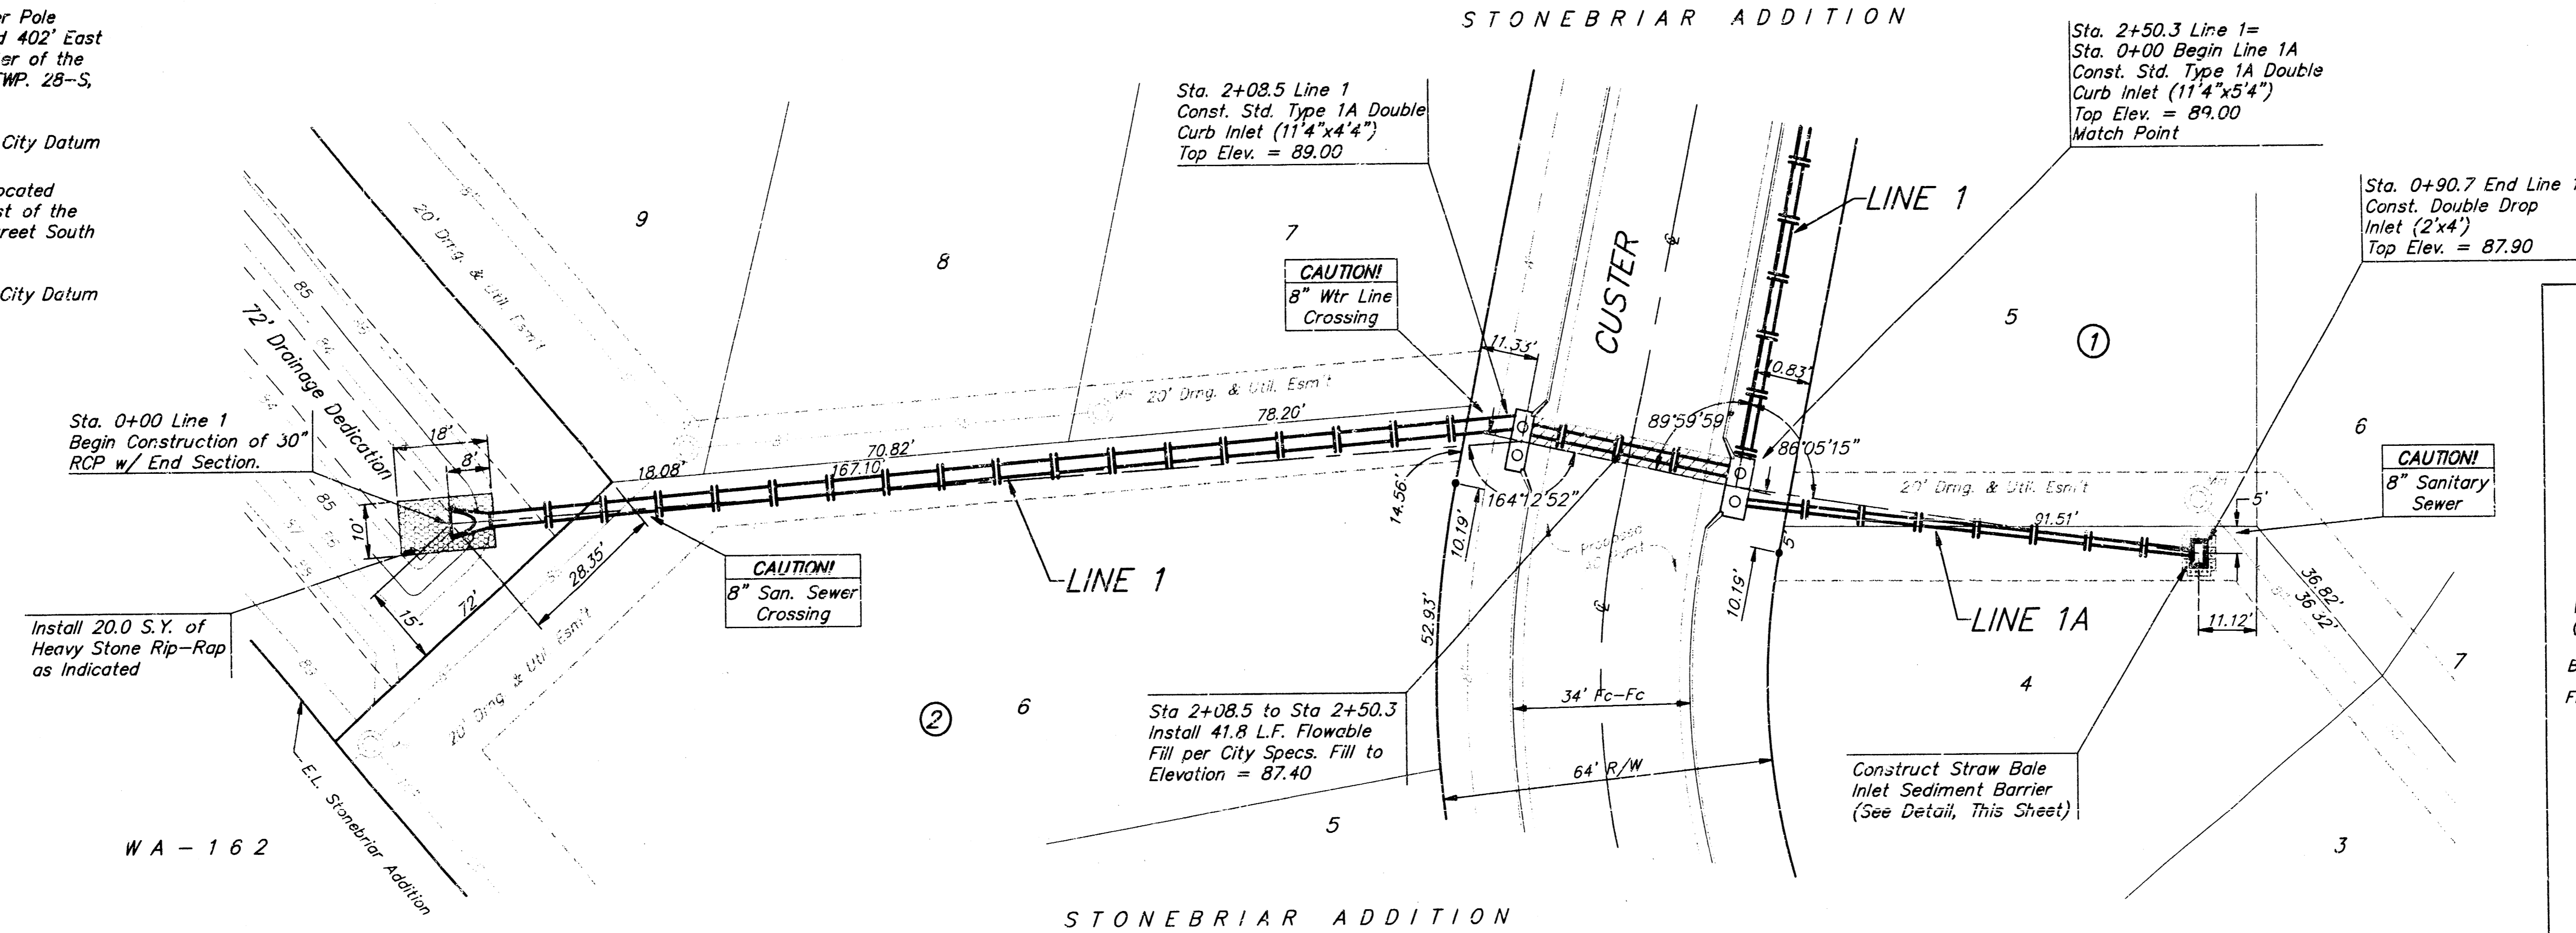 STONEBRIAR ADDITION
er Pole
d 402' East
er of the
TWP. 28-S,
City Datum
ocated
st of the
reet South
City Datum
Sta. 2+08.5 Line 1
Const. Std. Type 1A Double
Curb Inlet (11'4"x4'4")
Top Elev. = 89.00
Sta. 2+50.3 Line 1=
Sta. 0+00 Begin Line 1A
Const. Std. Type 1A Double
Curb Inlet (11'4"x5'4")
Top Elev. = 89.00
Match Point
Sta. 0+90.7 End Line 1
Const. Double Drop
Inlet (2'x4')
Top Elev. = 87.90
20' Drng. & Util. Esm't
9
8
7
CAUTION!
8" Wtr Line
Crossing
CUSTER
LINE 1
5
1
6
CAUTION!
8" Sanitary
Sewer
85
84
72' Drainage Dedication
Sta. 0+00 Line 1
Begin Construction of 30"
RCP w/ End Section.
18'
8'
10'
85
18.08'
70.82'
167.10'
78.20'
20' Drng. & Util. Esm't
11.33'
10.83'
89°59'59"
86°05'15"
164°12'52"
14.56'
10.19'
52.93'
20' Drng. & Util. Esm't
91.51'
5'
5'
10.19'
Proposed
LINE 1A
11.12'
36.82'
36.32'
7
Install 20.0 S.Y. of
Heavy Stone Rip-Rap
as Indicated
15'
72'
28.35'
20' Drng. & Util. Esm't
CAUTION!
8" San. Sewer
Crossing
LINE 1
2
6
Sta 2+08.5 to Sta 2+50.3
Install 41.8 L.F. Flowable
Fill per City Specs. Fill to
Elevation = 87.40
34' Fc-Fc
64' R/W
4
Construct Straw Bale
Inlet Sediment Barrier
(See Detail, This Sheet)
E.L. Stonebriar Addition
WA-162
5
3
STONEBRIAR ADDITION